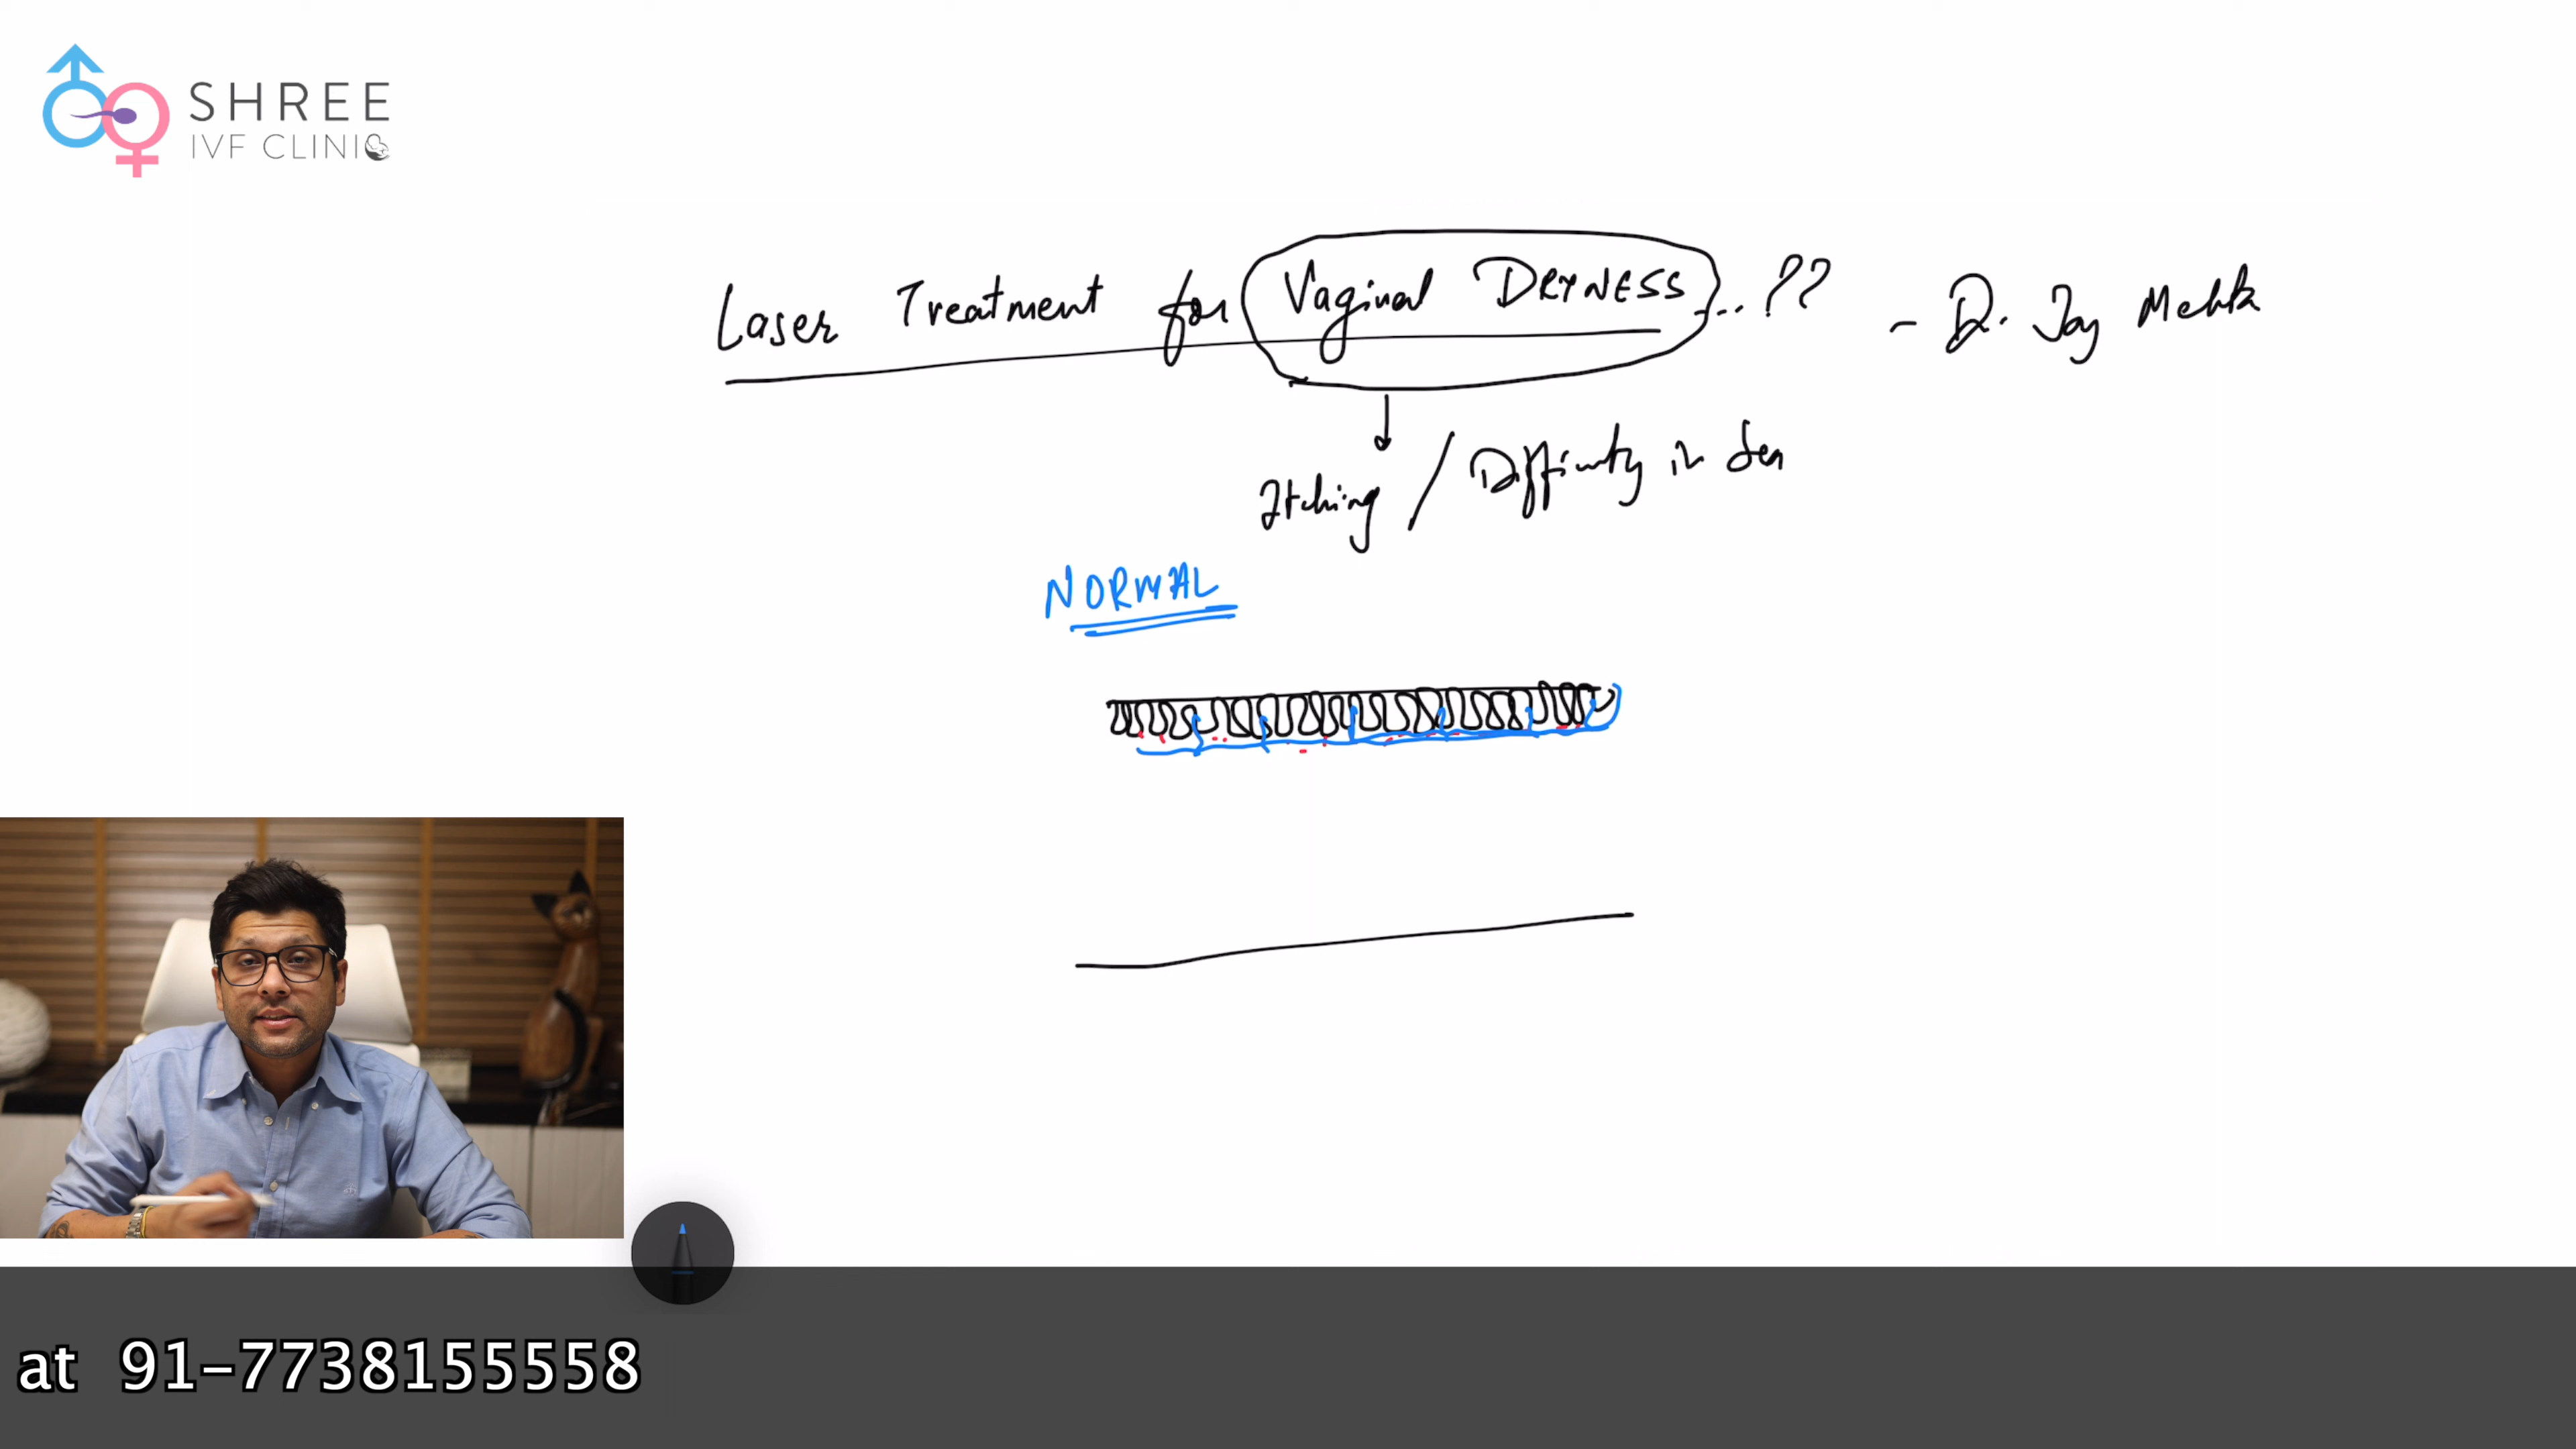 SHREE
IVF CLINIC
Laser Treatment for Vaginal DRYNESS...?? - Dr. Jay Mehta
Itching / Difficulty in Sex
NORMAL
at 91-7738155558